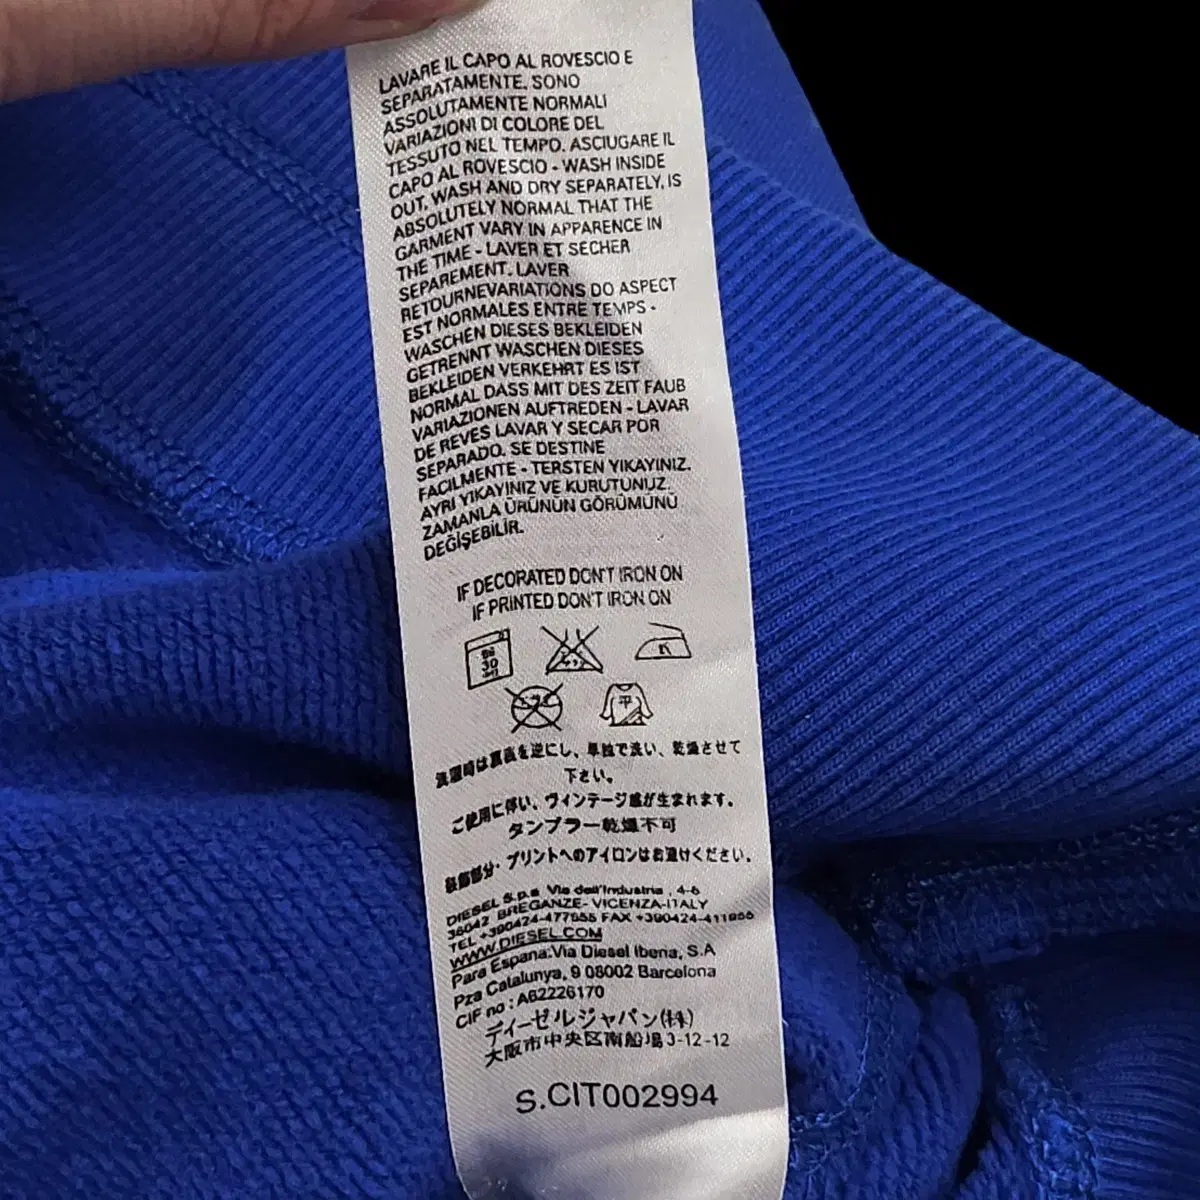 LAVARE IL CAPO AL ROVESCIO E
SEPARATAMENTE. SONO
ASSOLUTAMENTE NORMALI
VARIAZIONI DI COLORE DEL
TESSUTO NEL TEMPO. ASCIUGARE IL
CAPO AL ROVESCIO - WASH INSIDE
OUT, WASH AND DRY SEPARATELY, IS
ABSOLUTELY NORMAL THAT THE
GARMENT VARY IN APPARENCE IN
THE TIME - LAVER ET SECHER
SEPAREMENT. LAVER
RETOURNEVARIATIONS DO ASPECT
EST NORMALES ENTRE TEMPS -
WASCHEN DIESES BEKLEIDEN
GETRENNT WASCHEN DIESES
BEKLEIDEN VERKEHRT ES IST
NORMAL DASS MIT DES ZEIT FAUB
VARIAZIONEN AUFTREDEN - LAVAR
DE REVES LAVAR Y SECAR POR
SEPARADO. SE DESTINE
FACILMENTE - TERSTEN YIKAYINIZ.
AYRI YIKAYINIZ VE KURUTUNUZ.
ZAMANLA ÜRÜNÜN GÖRÜMÜNÜ
DEĞİŞEBİLİR.
IF DECORATED DON'T IRON ON
IF PRINTED DON'T IRON ON
30
平
洗濯時は裏表を逆にし、単独で洗い、乾燥させて
下さい。
ご使用に伴い、ヴィンテージ感が生まれます。
タンブラー乾燥不可
装飾部分・プリントへのアイロンはお避けください。
DIESEL S.p.a Via dell'Industria , 4-6
36042 BREGANZE- VICENZA-ITALY
TEL +390424-477555 FAX +390424-411955
WWW.DIESEL.COM
Para Espana:Via Diesel Iberia, S.A
Pza Catalunya, 9 08002 Barcelona
CIF no : A62226170
ディーゼルジャパン(株)
大阪市中央区南船場3-12-12
S.CIT002994